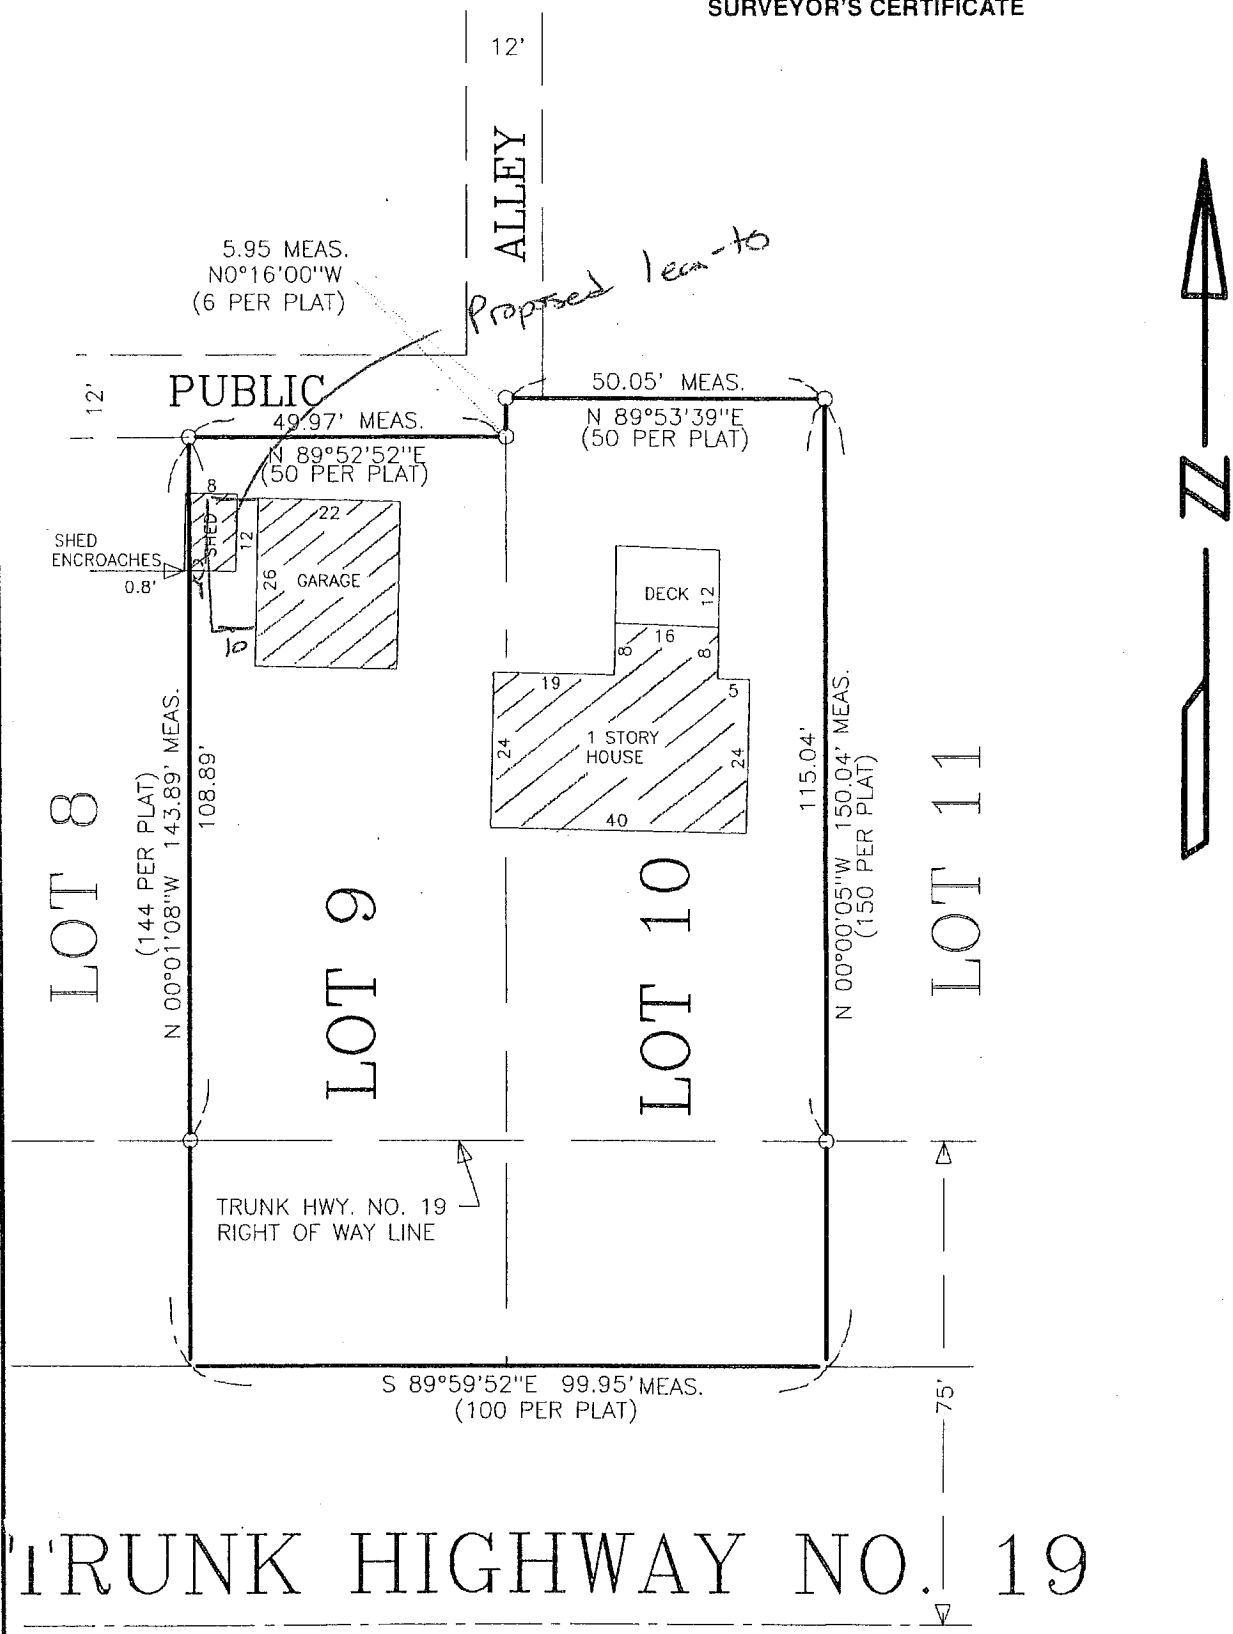 SURVEYOR'S CERTIFICATE
12'
ALLEY
5.95 MEAS.
N0°16'00"W
(6 PER PLAT)
Proposed lean-to
12'
PUBLIC
50.05' MEAS.
N 89°53'39"E
(50 PER PLAT)
49.97' MEAS.
N 89°52'52"E
(50 PER PLAT)
N
8
SHED
12
22
26
GARAGE
SHED
ENCROACHES
0.8'
10
DECK
12
16
8
8
19
5
1 STORY
HOUSE
24
24
40
LOT 8
(144 PER PLAT)
N 00°01'08"W 143.89' MEAS.
108.89'
LOT 9
LOT 10
115.04'
N 00°00'05"W 150.04' MEAS.
(150 PER PLAT)
LOT 11
TRUNK HWY. NO. 19
RIGHT OF WAY LINE
S 89°59'52"E 99.95' MEAS.
(100 PER PLAT)
75'
TRUNK HIGHWAY NO. 19